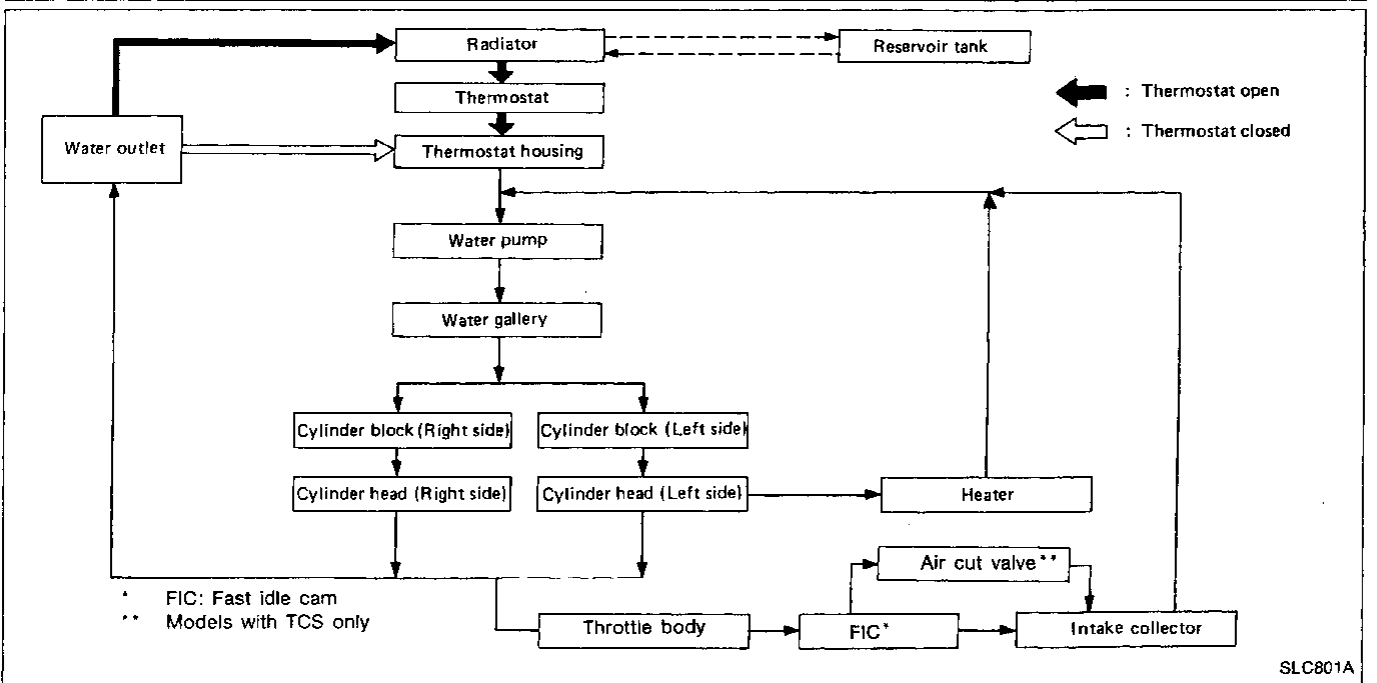 Radiator
Reservoir tank
Thermostat
: Thermostat open
Water outlet
Thermostat housing
: Thermostat closed
Water pump
Water gallery
Cylinder block (Right side)
Cylinder block (Left side)
Cylinder head (Right side)
Cylinder head (Left side)
Heater
Air cut valve**
* FIC: Fast idle cam
** Models with TCS only
Throttle body
FIC*
Intake collector
SLC801A